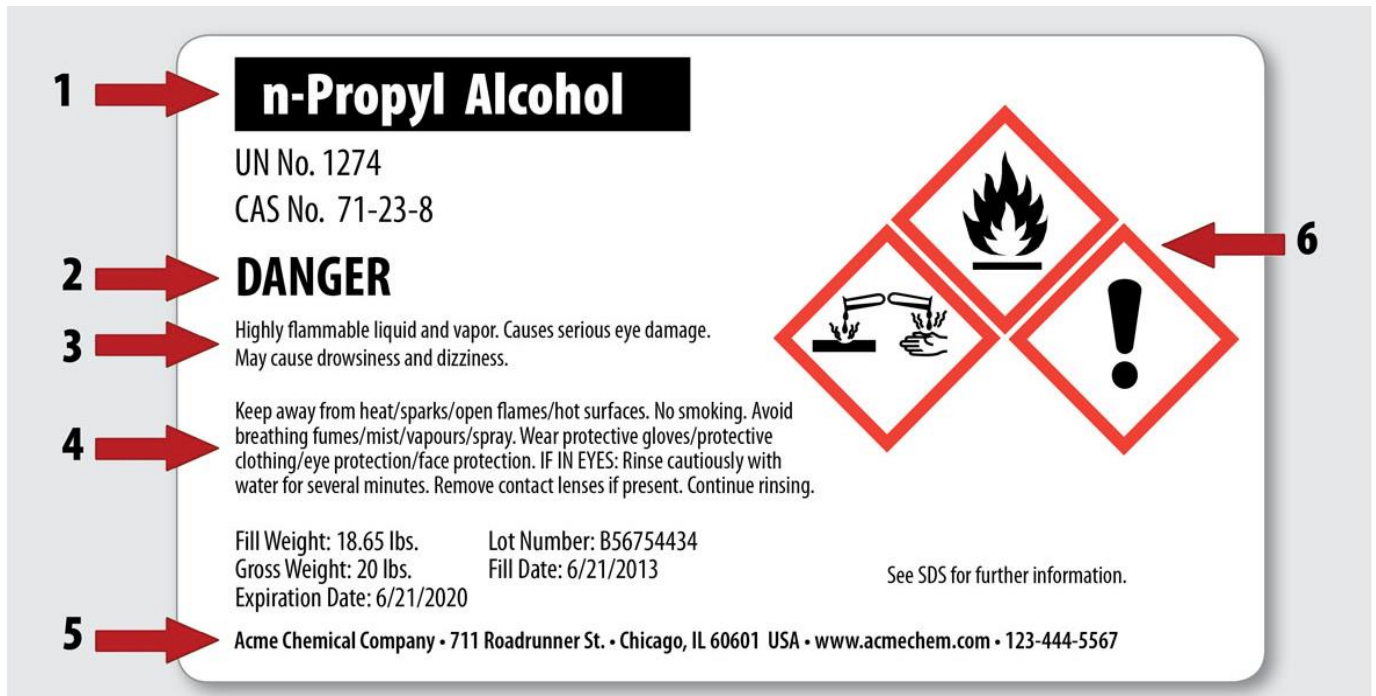 1
n-Propyl Alcohol
UN No. 1274
CAS No. 71-23-8
2
DANGER
3
Highly flammable liquid and vapor. Causes serious eye damage.
May cause drowsiness and dizziness.
4
Keep away from heat/sparks/open flames/hot surfaces. No smoking. Avoid
breathing fumes/mist/vapours/spray. Wear protective gloves/protective
clothing/eye protection/face protection. IF IN EYES: Rinse cautiously with
water for several minutes. Remove contact lenses if present. Continue rinsing.
Fill Weight: 18.65 lbs. Lot Number: B56754434
Gross Weight: 20 lbs. Fill Date: 6/21/2013
Expiration Date: 6/21/2020
See SDS for further information.
5
Acme Chemical Company • 711 Roadrunner St. • Chicago, IL 60601 USA • www.acmechem.com • 123-444-5567
6